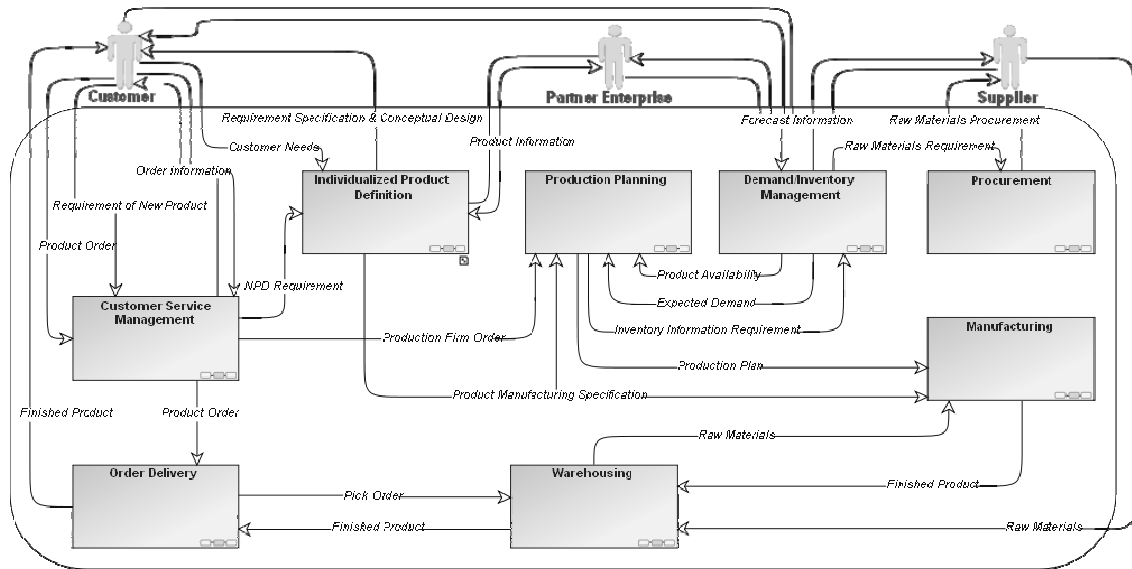 Customer
Partner Enterprise
Supplier
Requirement Specification & Conceptual Design
Forecast Information
Raw Materials Procurement
Product Information
Customer Needs
Raw Materials Requirement
Order Information
Individualized Product
Definition
Production Planning
Demand/Inventory
Management
Procurement
Requirement of New Product
Product Order
Product Availability
NPD Requirement
Customer Service
Management
Expected Demand
Inventory Information Requirement
Manufacturing
Production Firm Order
Production Plan
Product Manufacturing Specification
Finished Product
Product Order
Raw Materials
Order Delivery
Warehousing
Pick Order
Finished Product
Finished Product
Raw Materials